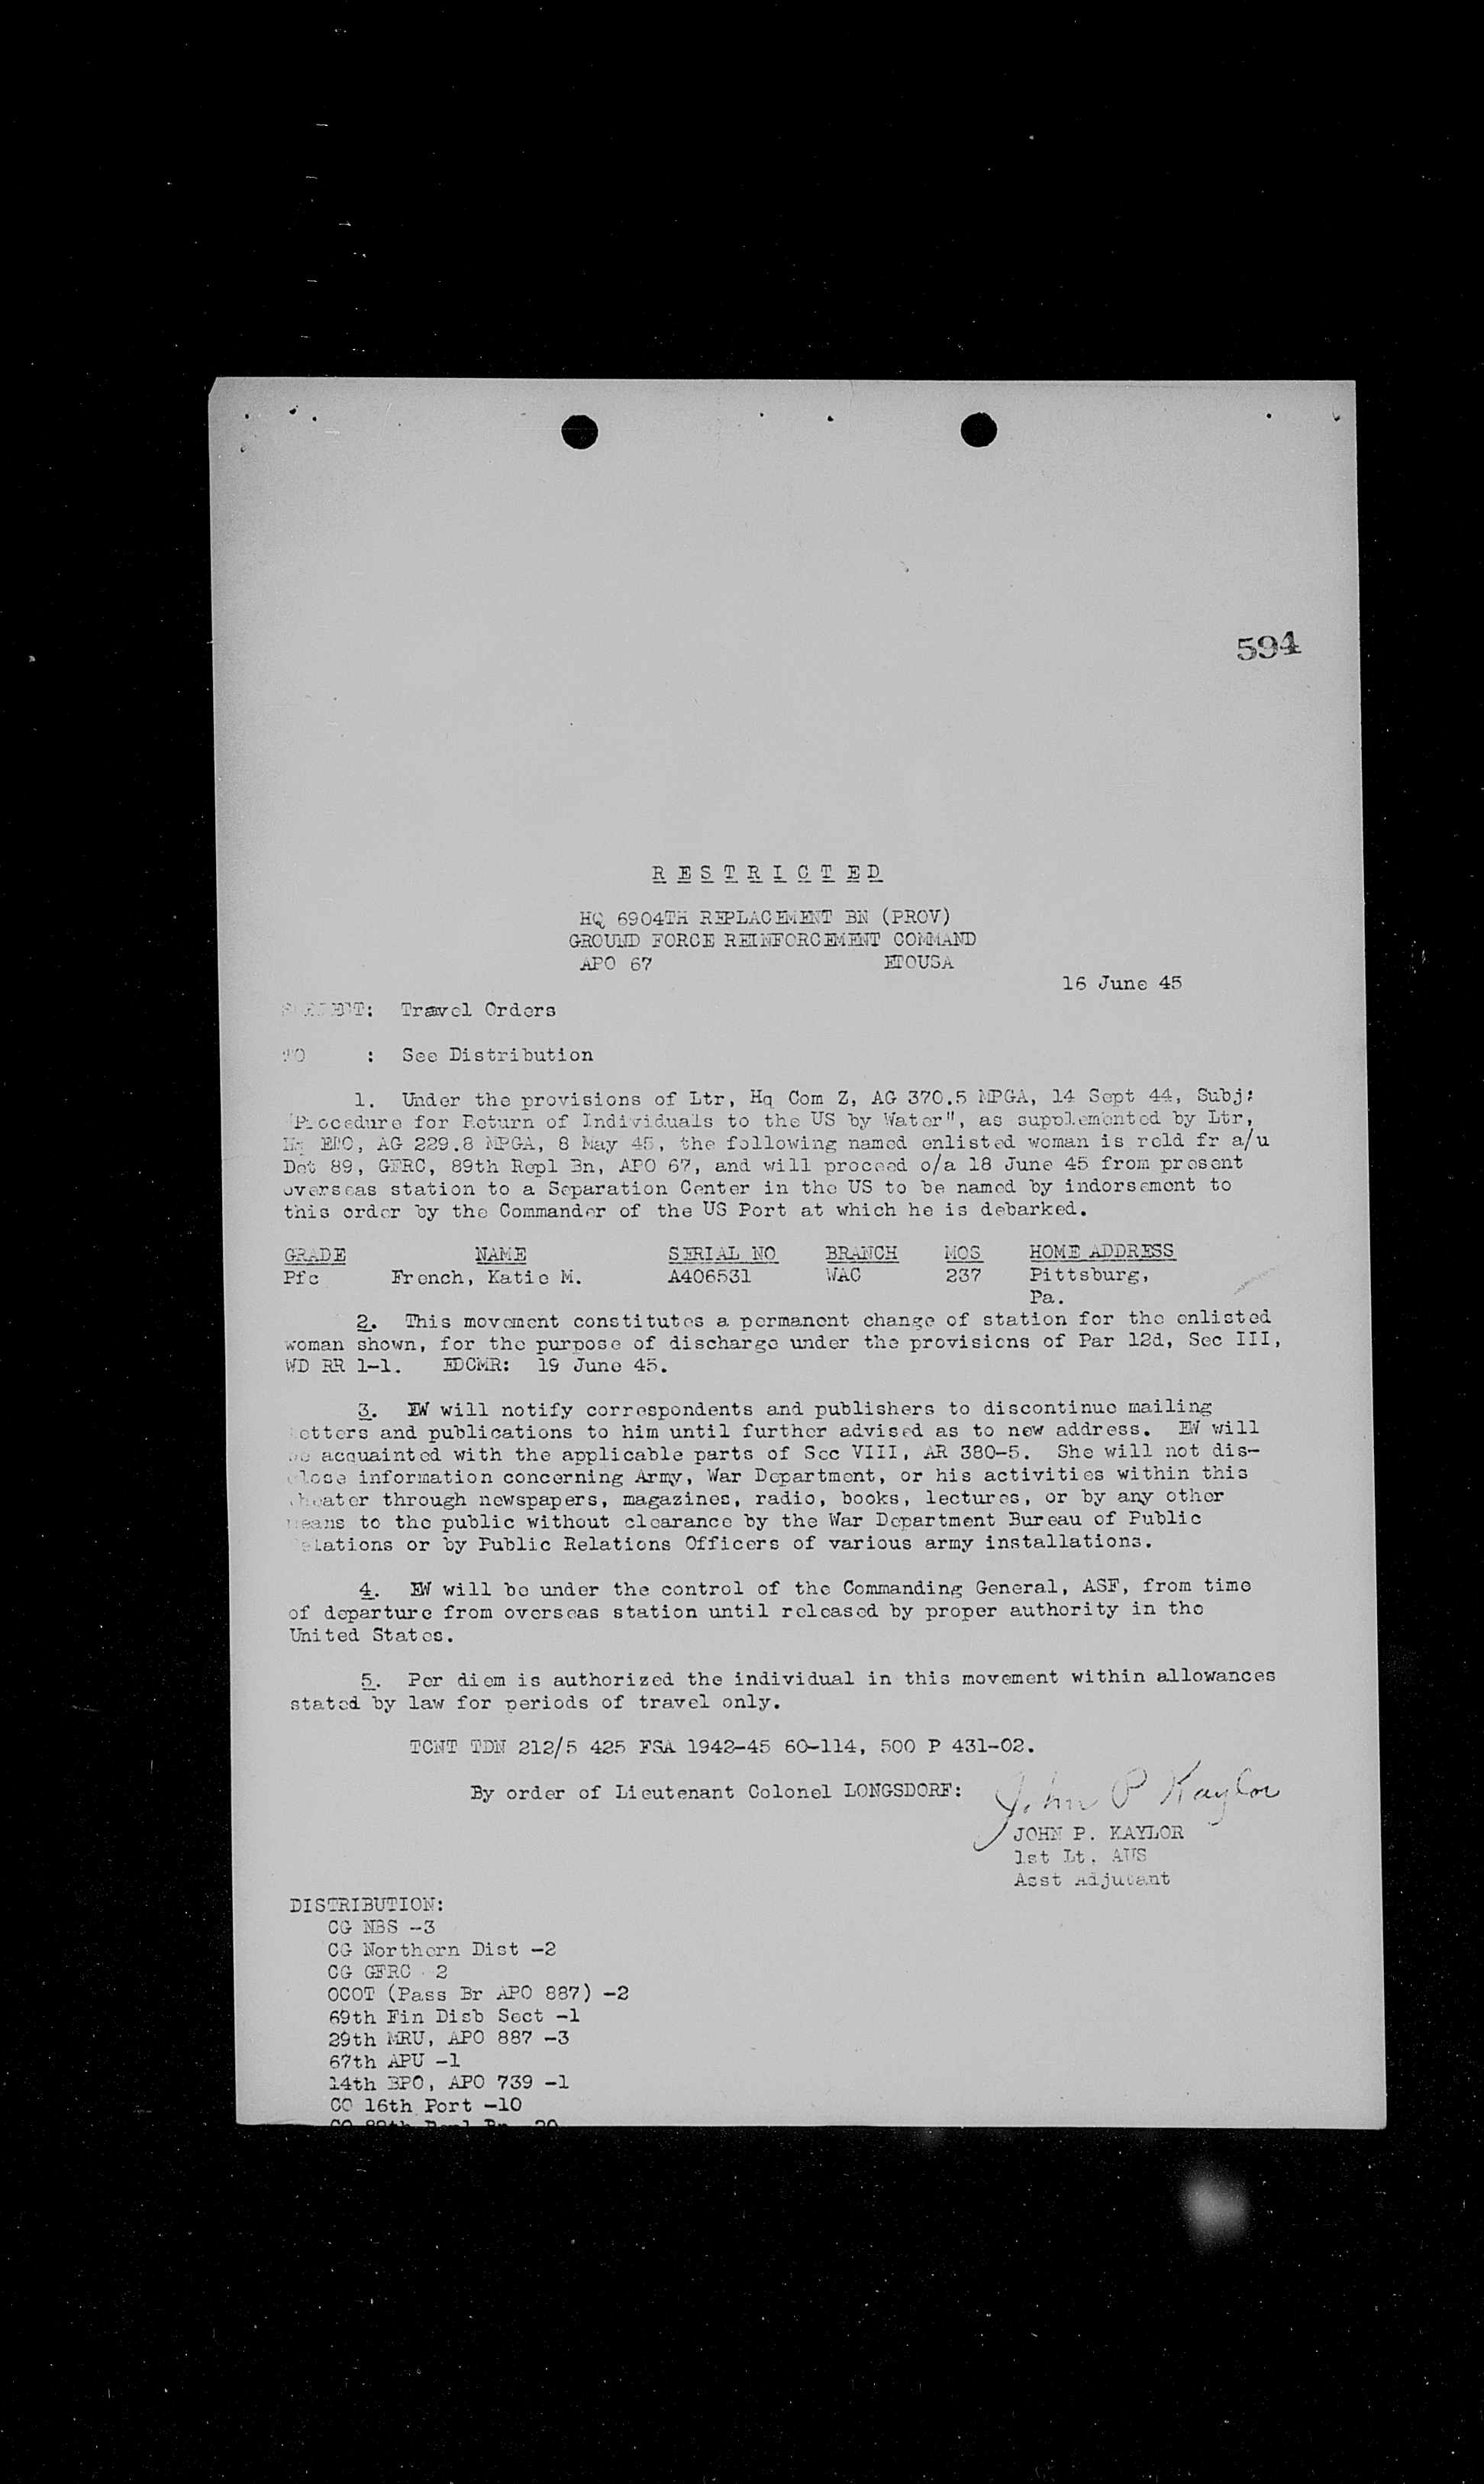 594
R E S T R I C T E D
HQ 6904TH REPLACEMENT BN (PROV)
GROUND FORCE REINFORCEMENT COMMAND
APO 67 ETOUSA
16 June 45
SUBJECT: Travel Orders
TO : See Distribution
1. Under the provisions of Ltr, Hq Com Z, AG 370.5 MPGA, 14 Sept 44, Subj:
"Procedure for Return of Individuals to the US by Water", as supplemented by Ltr,
Hq ETO, AG 229.8 MPGA, 8 May 45, the following named enlisted woman is reld fr a/u
Det 89, GFRC, 89th Repl Bn, APO 67, and will proceed o/a 18 June 45 from present
overseas station to a Separation Center in the US to be named by indorsement to
this order by the Commander of the US Port at which he is debarked.
GRADE NAME SERIAL NO BRANCH MOS HOME ADDRESS
Pfc French, Katie M. A406531 WAC 237 Pittsburg,
Pa.
2. This movement constitutes a permanent change of station for the enlisted
woman shown, for the purpose of discharge under the provisions of Par 12d, Sec III,
WD RR 1-1. EDCMR: 19 June 45.
3. EW will notify correspondents and publishers to discontinue mailing
letters and publications to him until further advised as to new address. EW will
be acquainted with the applicable parts of Sec VIII, AR 380-5. She will not dis-
close information concerning Army, War Department, or his activities within this
theater through newspapers, magazines, radio, books, lectures, or by any other
means to the public without clearance by the War Department Bureau of Public
Relations or by Public Relations Officers of various army installations.
4. EW will be under the control of the Commanding General, ASF, from time
of departure from overseas station until released by proper authority in the
United States.
5. Per diem is authorized the individual in this movement within allowances
stated by law for periods of travel only.
TCNT TDN 212/5 425 FSA 1942-45 60-114, 500 P 431-02.
By order of Lieutenant Colonel LONGSDORF:
John P Kaylor
JOHN P. KAYLOR
1st Lt. AUS
Asst Adjutant
DISTRIBUTION:
CG NBS -3
CG Northern Dist -2
CG GFRC - 2
OCOT (Pass Br APO 887) -2
69th Fin Disb Sect -1
29th MRU, APO 887 -3
67th APU -1
14th BPO, APO 739 -1
CO 16th Port -10
CO 89th Repl Bn -20